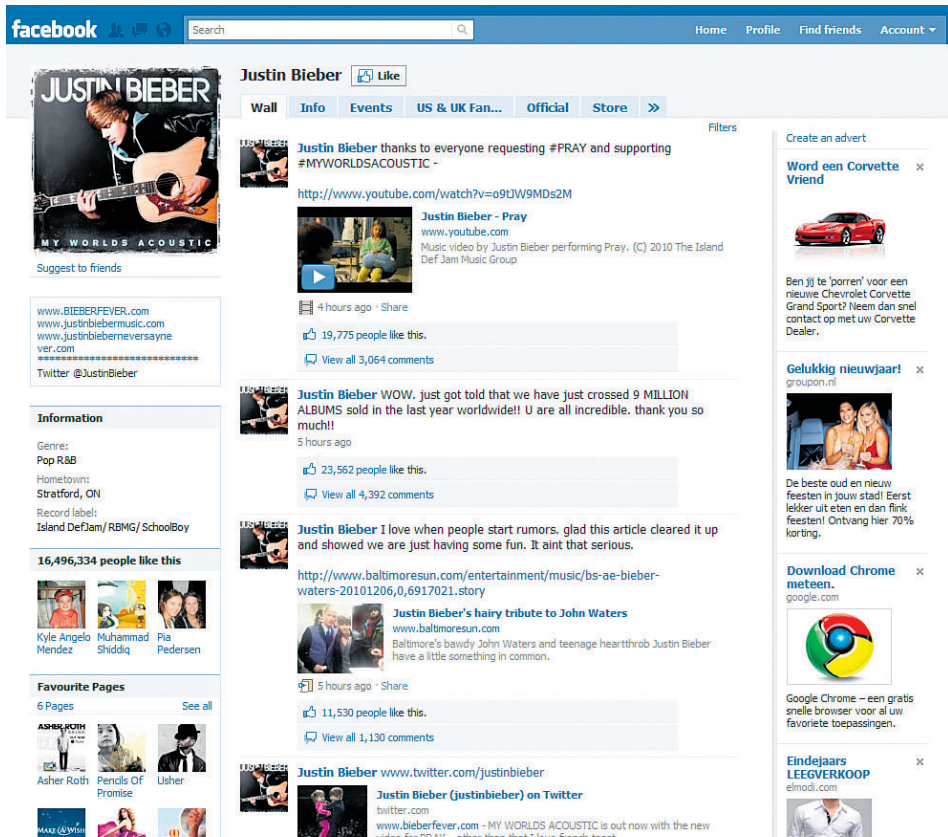 facebook
Search
Home Profile Find friends Account
JUSTIN BIEBER
MY WORLDS ACOUSTIC
Suggest to friends
www.BIEBERFEVER.com
www.justinbiebermusic.com
www.justinbieberneversayne
ver.com
****************************
Twitter @JustinBieber
Information
Genre:
Pop R&B
Hometown:
Stratford, ON
Record label:
Island DefJam/ RBMG/ SchoolBoy
16,496,334 people like this
Kyle Angelo Mendez
Muhammad Shiddiq
Pia Pedersen
Favourite Pages
6 Pages See all
ASHER ROTH
Asher Roth
Pencils Of Promise
Usher
MAKE A WISH
Justin Bieber Like
Wall Info Events US & UK Fan... Official Store »
Filters
Justin Bieber thanks to everyone requesting #PRAY and supporting
#MYWORLDSACOUSTIC -
http://www.youtube.com/watch?v=o9tJW9MDs2M
Justin Bieber - Pray
www.youtube.com
Music video by Justin Bieber performing Pray. (C) 2010 The Island
Def Jam Music Group
4 hours ago · Share
19,775 people like this.
View all 3,064 comments
Justin Bieber WOW. just got told that we have just crossed 9 MILLION
ALBUMS sold in the last year worldwide!! U are all incredible. thank you so
much!!
5 hours ago
23,562 people like this.
View all 4,392 comments
Justin Bieber I love when people start rumors. glad this article cleared it up
and showed we are just having some fun. It aint that serious.
http://www.baltimoresun.com/entertainment/music/bs-ae-bieber-
waters-20101206,0,6917021.story
Justin Bieber's hairy tribute to John Waters
www.baltimoresun.com
Baltimore's bawdy John Waters and teenage heartthrob Justin Bieber
have a little something in common.
5 hours ago · Share
11,530 people like this.
View all 1,130 comments
Justin Bieber www.twitter.com/justinbieber
Justin Bieber (justinbieber) on Twitter
twitter.com
www.bieberfever.com - MY WORLDS ACOUSTIC is out now with the new
Create an advert
Word een Corvette
Vriend
Ben jij te 'porren' voor een
nieuwe Chevrolet Corvette
Grand Sport? Neem dan snel
contact op met uw Corvette
Dealer.
Gelukkig nieuwjaar!
groupon.nl
De beste oud en nieuw
feesten in jouw stad! Eerst
lekker uit eten en dan flink
feesten! Ontvang hier 70%
korting.
Download Chrome
meteen.
google.com
Google Chrome – een gratis
snelle browser voor al uw
favoriete toepassingen.
Eindejaars
LEEGVERKOOP
elmodi.com